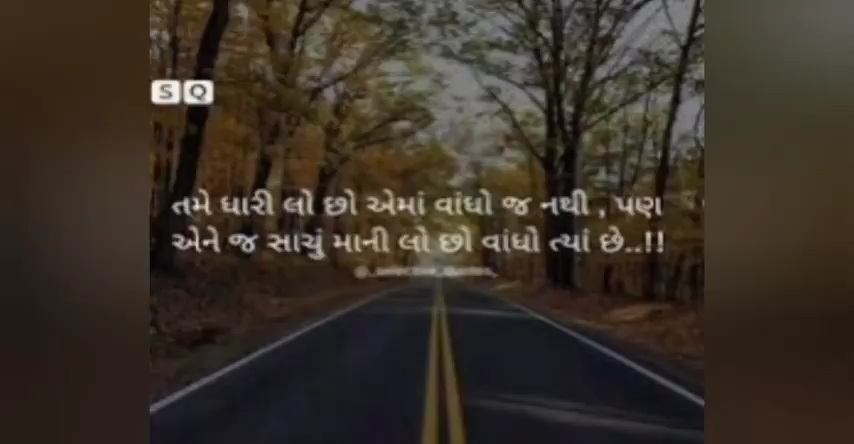 SQ
તમે ધારી લો છો એમાં વાંધો જ નથી , પણ
એને જ સાચું માની લો છો વાંધો ત્યાં છે..!!